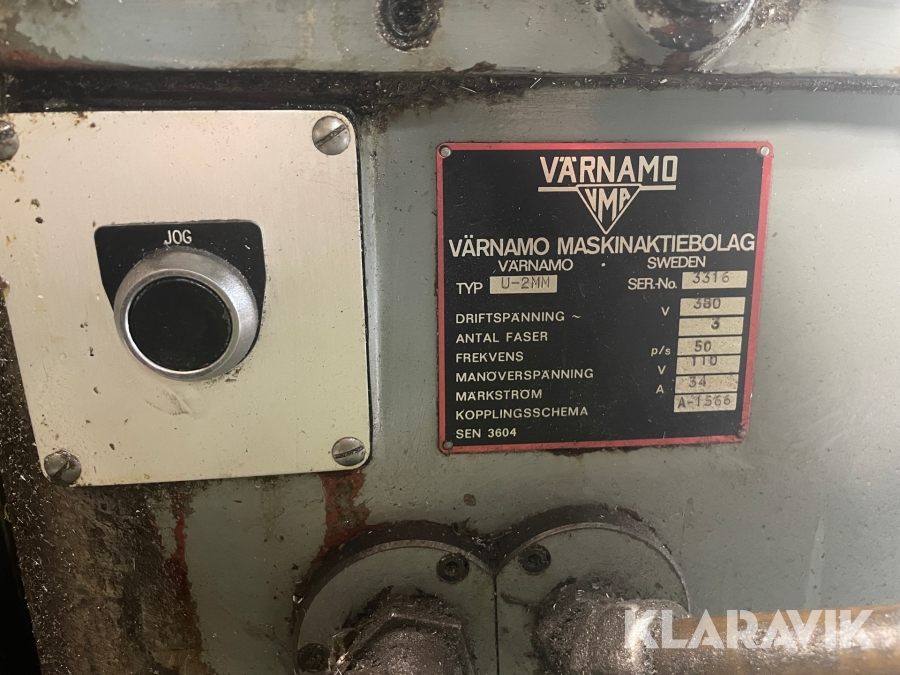 JOG
VÄRNAMO
VMA
VÄRNAMO MASKINAKTIEBOLAG
VÄRNAMO SWEDEN
TYP U-2MM SER.-No. 3316
DRIFTSPÄNNING ~ V 380
ANTAL FASER 3
FREKVENS p/s 50
MANÖVERSPÄNNING V 110
MÄRKSTRÖM A 34
KOPPLINGSSCHEMA A-1566
SEN 3604
KLARAVIK